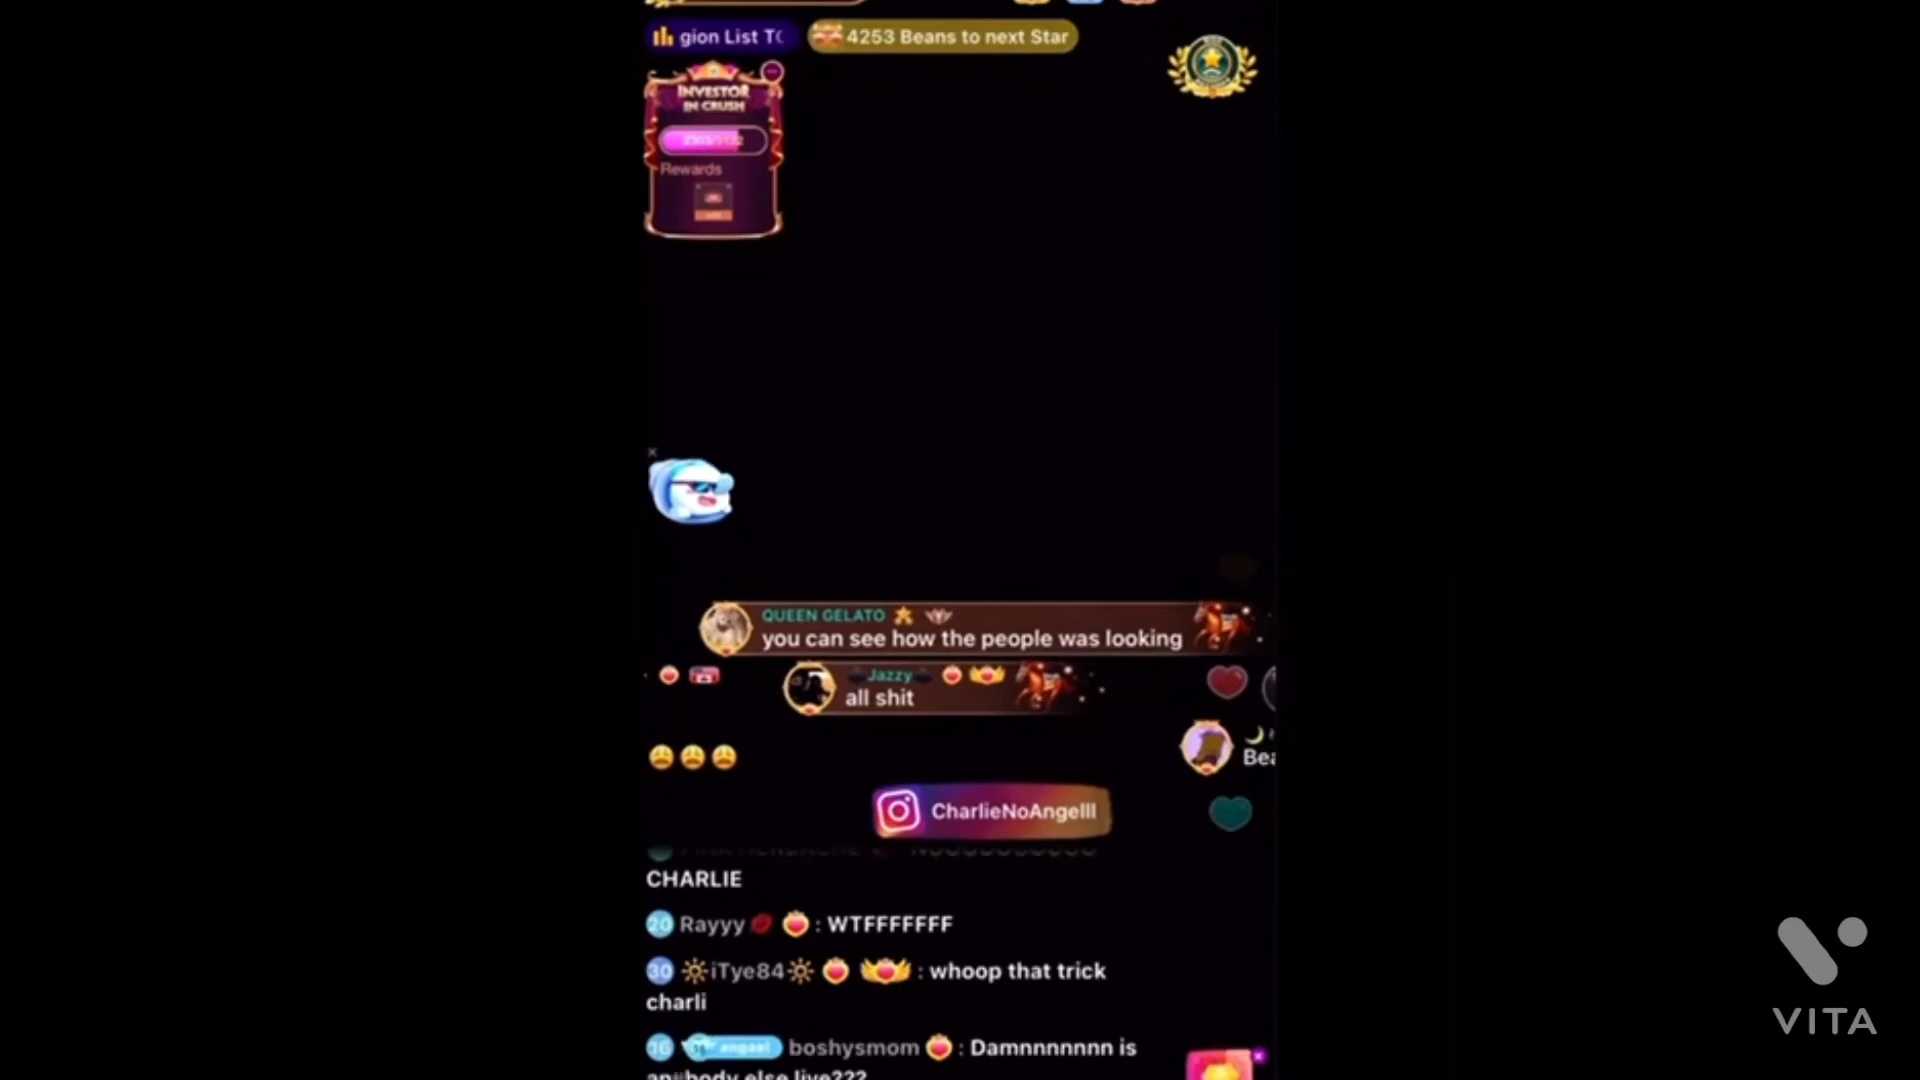 gion List T
4253 Beans to next Star
INVESTOR
IN CRUSH
Rewards
QUEEN GELATO
you can see how the people was looking
Jazzy
all shit
Bea
CharlieNoAngelll
CHARLIE
20 Rayyy : WTFFFFFFF
30 iTye84 : whoop that trick
charli
boshysmom : Damnnnnnnn is
anybody else live???
VITA